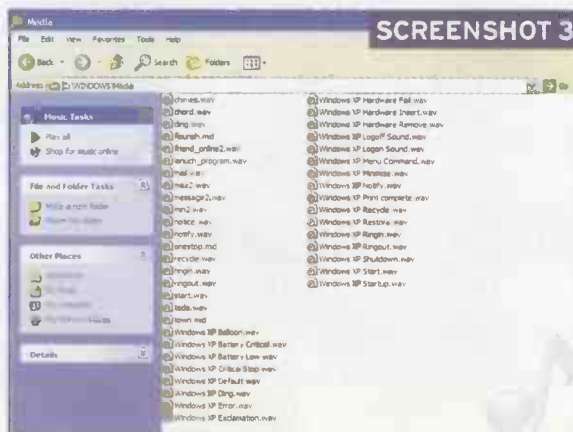 Media
SCREENSHOT 3
File Edit View Favorites Tools Help
Back Search Folders
Address D:\WINDOWS\Media Go
Music Tasks
Play all
Shop for music online
File and Folder Tasks
Make a new folder
Other Places
Details
chimes.wav
chord.wav
ding.wav
flourish.mid
friend_online2.wav
launch_program.wav
max2.wav
message2.wav
min2.wav
notice.wav
notify.wav
onestop.mid
recycle.wav
ringin.wav
ringout.wav
start.wav
tada.wav
town.mid
Windows XP Balloon.wav
Windows XP Battery Critical.wav
Windows XP Battery Low.wav
Windows XP Critical Stop.wav
Windows XP Default.wav
Windows XP Ding.wav
Windows XP Error.wav
Windows XP Exclamation.wav
Windows XP Hardware Fail.wav
Windows XP Hardware Insert.wav
Windows XP Hardware Remove.wav
Windows XP Logoff Sound.wav
Windows XP Logon Sound.wav
Windows XP Menu Command.wav
Windows XP Minimise.wav
Windows XP Notify.wav
Windows XP Print complete.wav
Windows XP Recycle.wav
Windows XP Restore.wav
Windows XP Ringin.wav
Windows XP Ringout.wav
Windows XP Shutdown.wav
Windows XP Start.wav
Windows XP Startup.wav